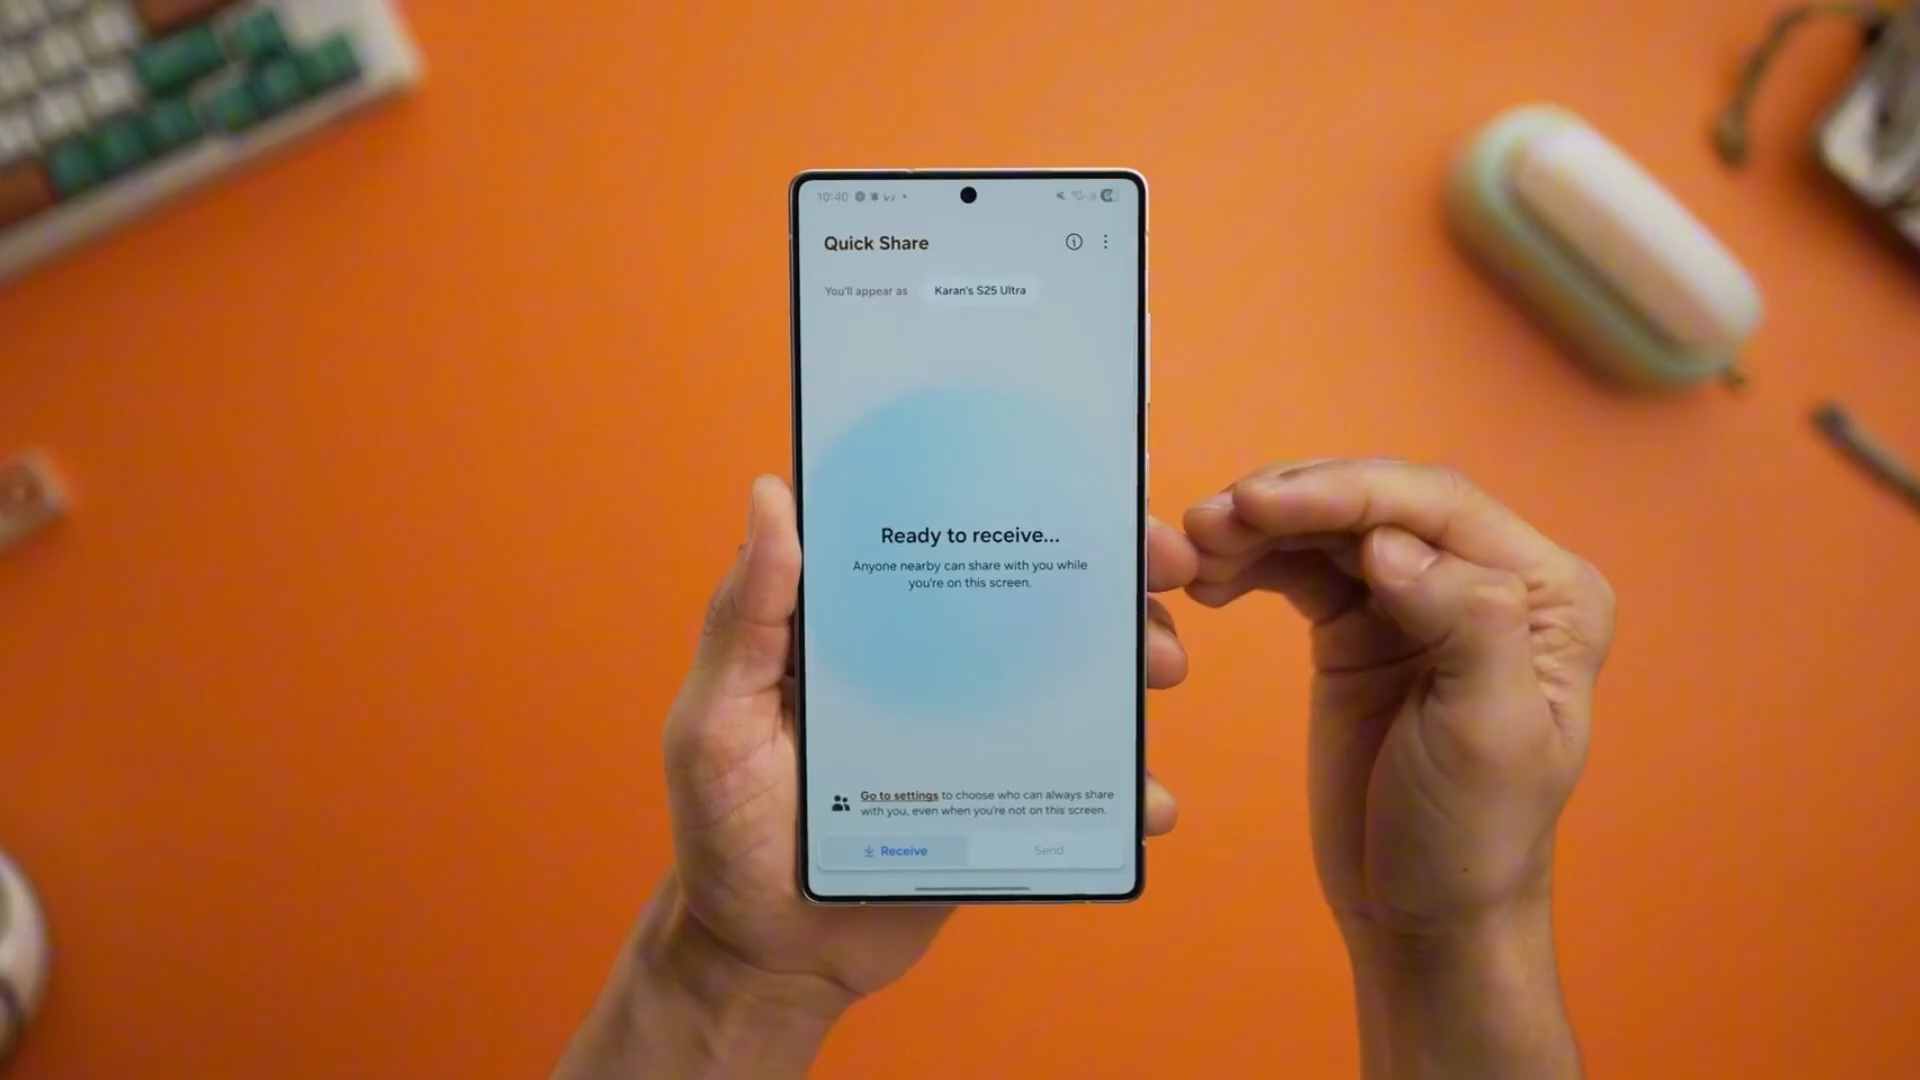 10:40
Quick Share
You'll appear as Karan's S25 Ultra
Ready to receive...
Anyone nearby can share with you while
you're on this screen.
Go to settings to choose who can always share
with you, even when you're not on this screen.
Receive Send